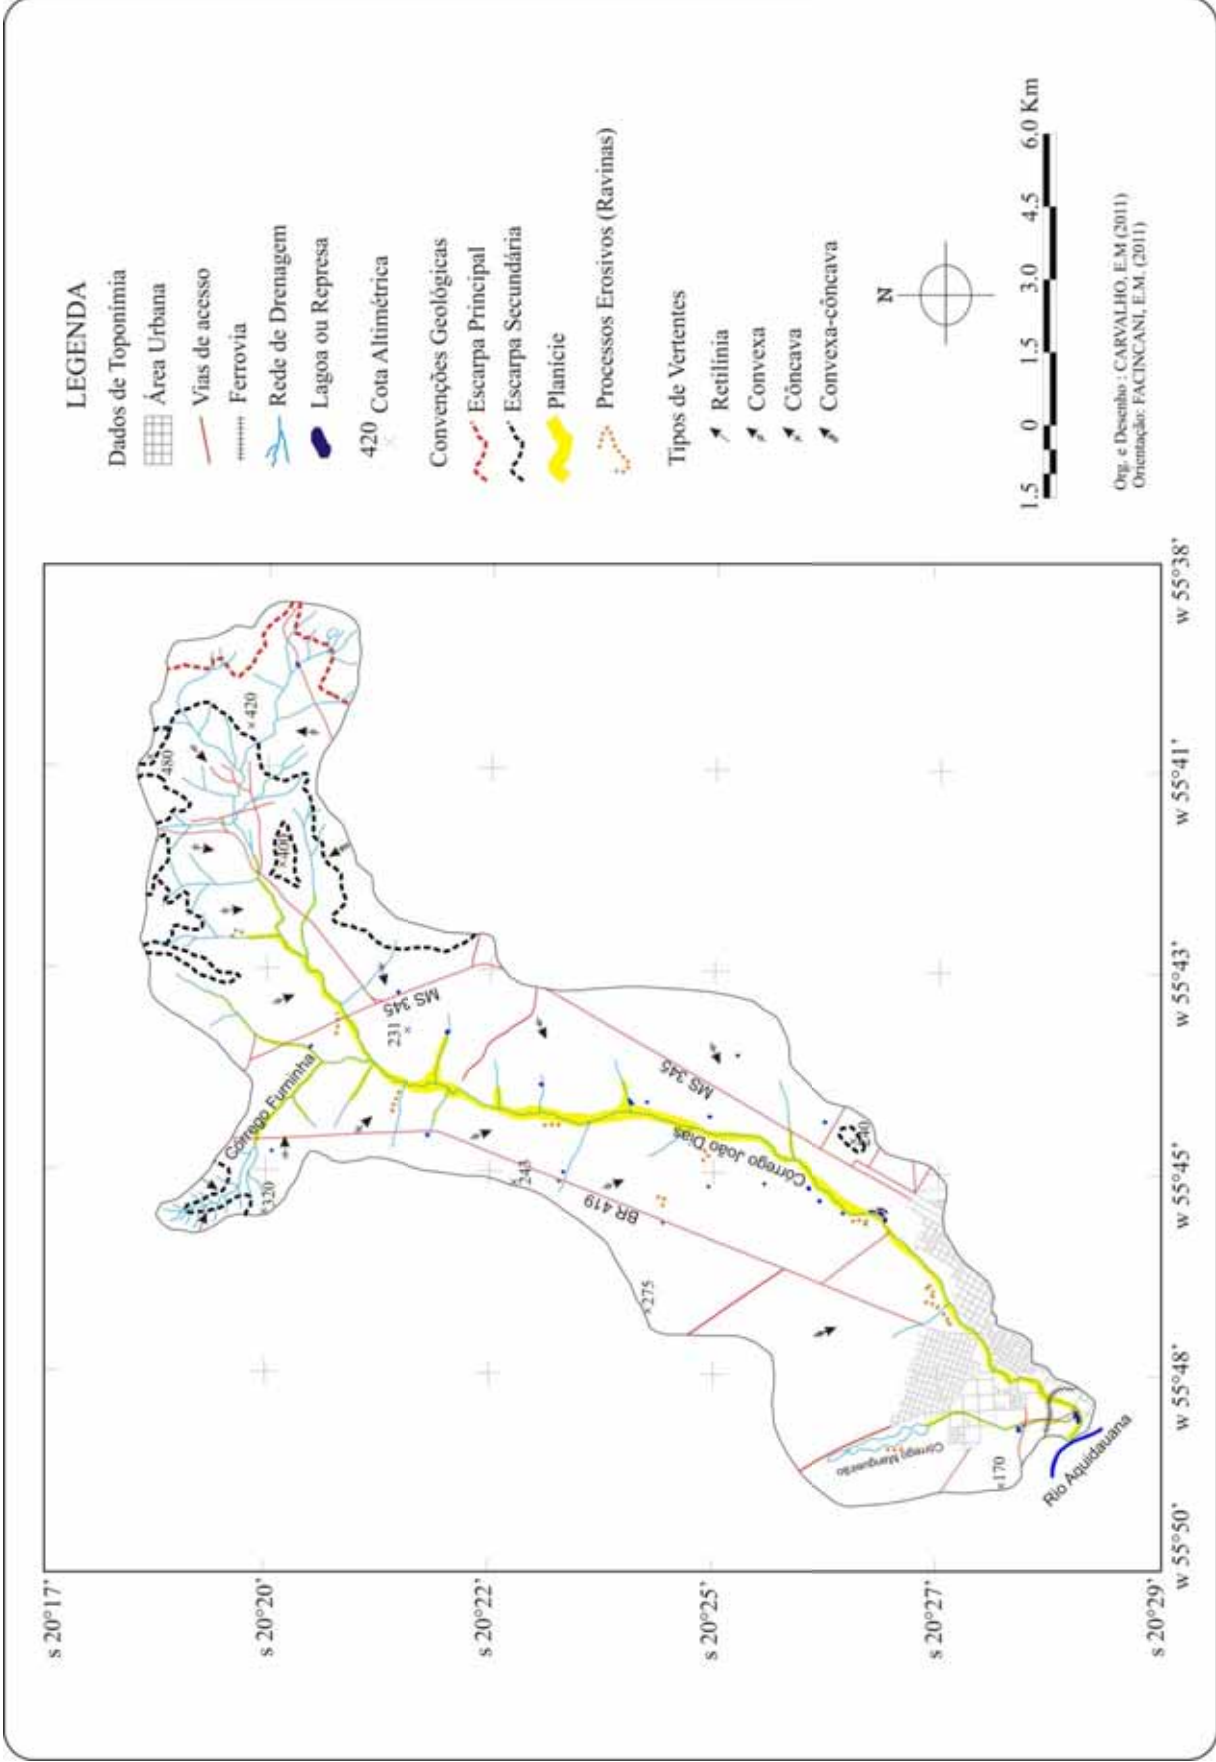 LEGENDA
Dados de Toponímia
Área Urbana
Vias de acesso
Ferrovia
Rede de Drenagem
Lagoa ou Represa
420 Cota Altimétrica
Convenções Geológicas
Escarpa Principal
Escarpa Secundária
Planície
Processos Erosivos (Ravinas)
Tipos de Vertentes
Retilínia
Convexa
Côncava
Convexa-côncava
N
1.5 0 1.5 3.0 4.5 6.0 Km
Org. e Desenho : CARVALHO, E.M (2011)
Orientação: FACINCANI, E.M. (2011)
s 20°17'
s 20°20'
s 20°22'
s 20°25'
s 20°27'
s 20°29'
w 55°50'
w 55°48'
w 55°45'
w 55°43'
w 55°41'
w 55°38'
480
420
400
Córrego Fuminha
320
MS 345
231
243
BR 419
275
MS 345
Córrego João Dias
240
Córrego Mangueirão
170
Rio Aquidauana